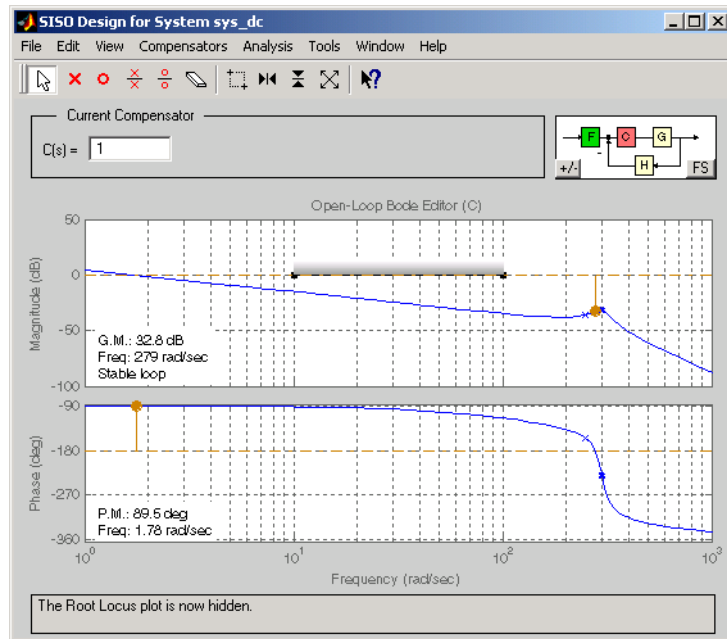 SISO Design for System sys_dc
File Edit View Compensators Analysis Tools Window Help
Current Compensator
C(s) = 1
F C G
H
+/- FS
Open-Loop Bode Editor (C)
Magnitude (dB)
50
0
-50
-100
G.M.: 32.8 dB
Freq: 279 rad/sec
Stable loop
Phase (deg)
-90
-180
-270
-360
P.M.: 89.5 deg
Freq: 1.78 rad/sec
10^0 10^1 10^2 10^3
Frequency (rad/sec)
The Root Locus plot is now hidden.